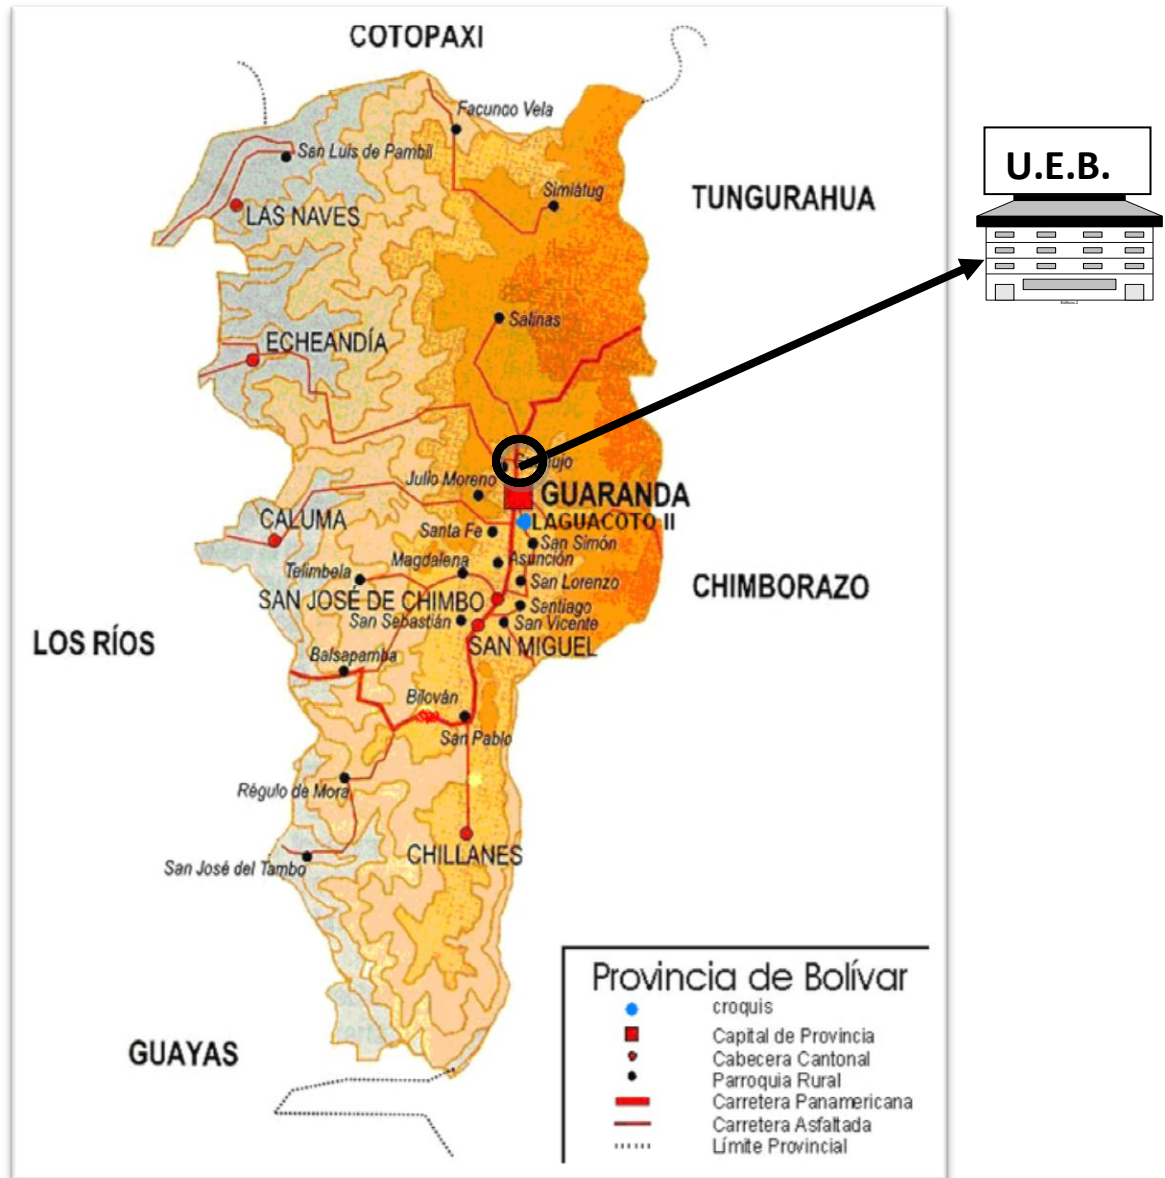 COTOPAXI
Facunoo Vela
San Luis de Pambil
U.E.B.
Simiátug
TUNGURAHUA
LAS NAVES
Salinas
ECHEANDÍA
Julio Moreno
GUARANDA
CALUMA
LAGUACOTO II
Santa Fe
San Simón
Magdalena
Asunción
Telimbela
San Lorenzo
CHIMBORAZO
SAN JOSÉ DE CHIMBO
Santiago
San Sebastián
San Vicente
LOS RÍOS
SAN MIGUEL
Balsapamba
Bilován
San Pablo
Régulo de Mora
CHILLANES
San José del Tambo
GUAYAS
Provincia de Bolívar
croquis
Capital de Provincia
Cabecera Cantonal
Parroquia Rural
Carretera Panamericana
Carretera Asfaltada
Límite Provincial